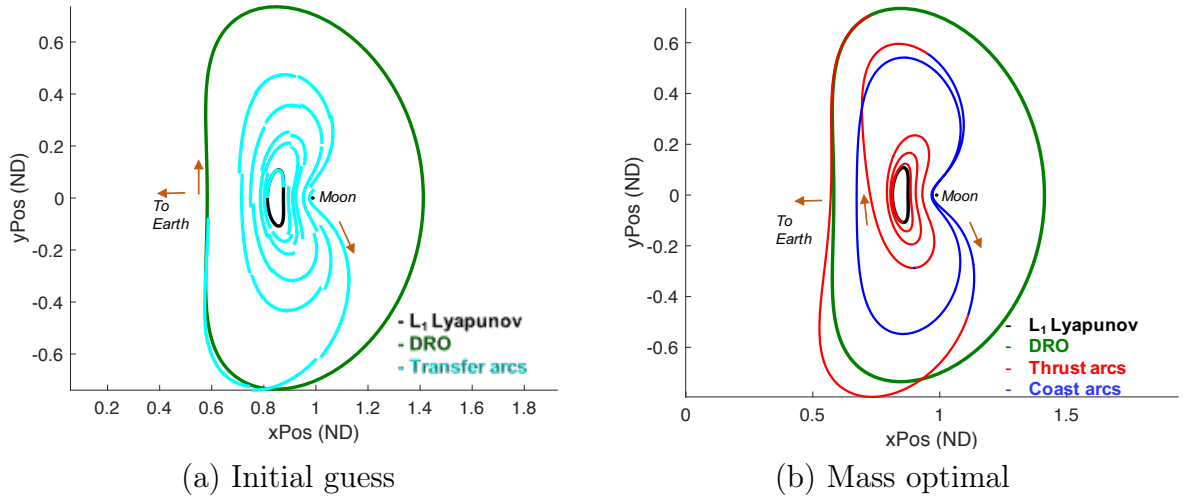 0.6
0.4
0.2
0
-0.2
-0.4
-0.6
yPos (ND)
0.2 0.4 0.6 0.8 1 1.2 1.4 1.6 1.8
xPos (ND)
To
Earth
Moon
- L₁ Lyapunov
- DRO
- Transfer arcs
(a) Initial guess
0.6
0.4
0.2
0
-0.2
-0.4
-0.6
yPos (ND)
0 0.5 1 1.5
xPos (ND)
To
Earth
Moon
- L₁ Lyapunov
- DRO
- Thrust arcs
- Coast arcs
(b) Mass optimal